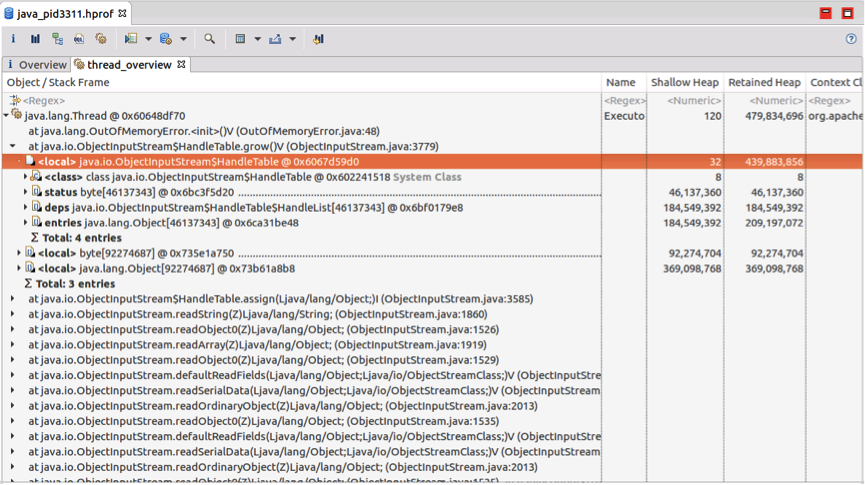 java_pid3311.hprof
i Overview thread_overview
Object / Stack Frame Name Shallow Heap Retained Heap Context Cl
<Regex> <Regex> <Numeric> <Numeric> <Regex>
java.lang.Thread @ 0x60648df70 Executo 120 479,834,696 org.apache
at java.lang.OutOfMemoryError.<init>()V (OutOfMemoryError.java:48)
at java.io.ObjectInputStream$HandleTable.grow()V (ObjectInputStream.java:3779)
<local> java.io.ObjectInputStream$HandleTable @ 0x6067d59d0 32 439,883,856
<class> class java.io.ObjectInputStream$HandleTable @ 0x602241518 System Class 8 8
status byte[46137343] @ 0x6bc3f5d20 46,137,360 46,137,360
deps java.io.ObjectInputStream$HandleTable$HandleList[46137343] @ 0x6bf0179e8 184,549,392 184,549,392
entries java.lang.Object[46137343] @ 0x6ca31be48 184,549,392 209,197,072
Σ Total: 4 entries
<local> byte[92274687] @ 0x735e1a750 92,274,704 92,274,704
<local> java.lang.Object[92274687] @ 0x73b61a8b8 369,098,768 369,098,768
Σ Total: 3 entries
at java.io.ObjectInputStream$HandleTable.assign(Ljava/lang/Object;)I (ObjectInputStream.java:3585)
at java.io.ObjectInputStream.readString(Z)Ljava/lang/String; (ObjectInputStream.java:1860)
at java.io.ObjectInputStream.readObject0(Z)Ljava/lang/Object; (ObjectInputStream.java:1526)
at java.io.ObjectInputStream.readArray(Z)Ljava/lang/Object; (ObjectInputStream.java:1919)
at java.io.ObjectInputStream.readObject0(Z)Ljava/lang/Object; (ObjectInputStream.java:1529)
at java.io.ObjectInputStream.defaultReadFields(Ljava/lang/Object;Ljava/io/ObjectStreamClass;)V (ObjectInputStre
at java.io.ObjectInputStream.readSerialData(Ljava/lang/Object;Ljava/io/ObjectStreamClass;)V (ObjectInputStream
at java.io.ObjectInputStream.readOrdinaryObject(Z)Ljava/lang/Object; (ObjectInputStream.java:2013)
at java.io.ObjectInputStream.readObject0(Z)Ljava/lang/Object; (ObjectInputStream.java:1535)
at java.io.ObjectInputStream.defaultReadFields(Ljava/lang/Object;Ljava/io/ObjectStreamClass;)V (ObjectInputStre
at java.io.ObjectInputStream.readSerialData(Ljava/lang/Object;Ljava/io/ObjectStreamClass;)V (ObjectInputStream
at java.io.ObjectInputStream.readOrdinaryObject(Z)Ljava/lang/Object; (ObjectInputStream.java:2013)